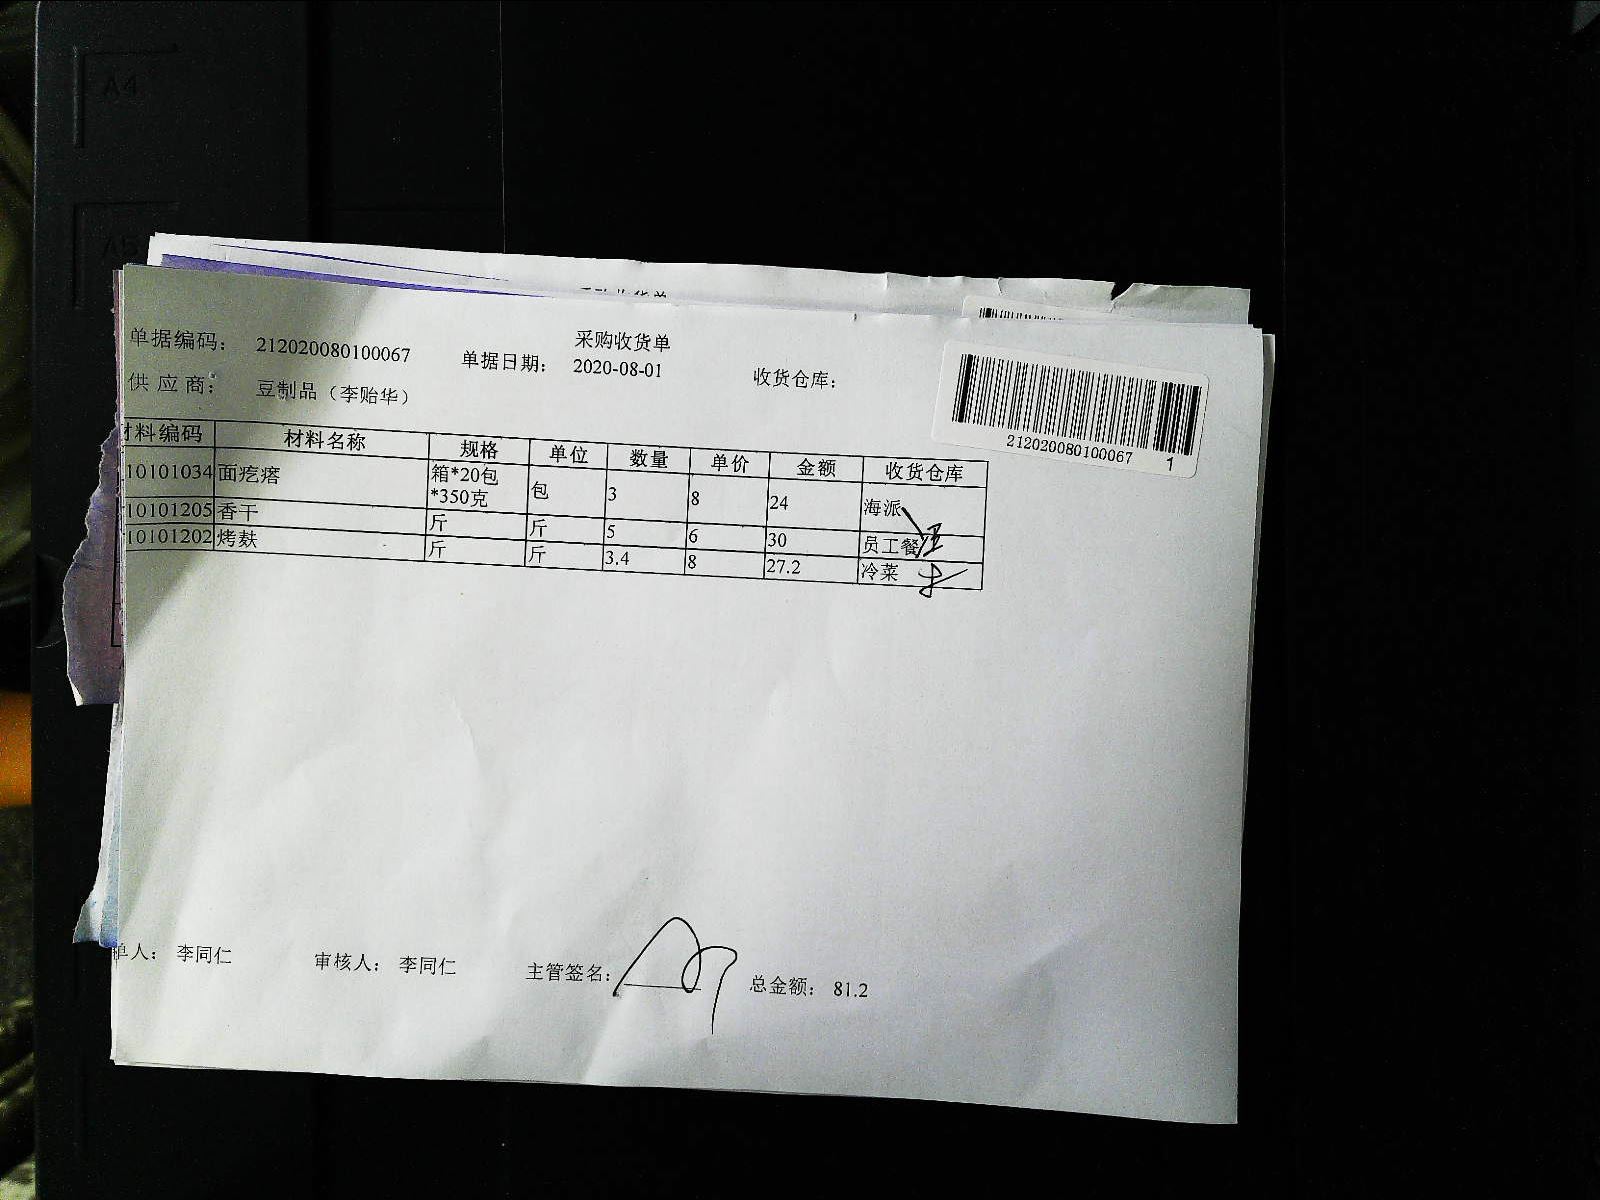 A4
A5
采购收货单
单据编码： 212020080100067 单据日期： 2020-08-01 收货仓库：
供应商： 豆制品（李贻华）
212020080100067 1
材料编码 材料名称 规格 单位 数量 单价 金额 收货仓库
10101034 面疙瘩 箱*20包*350克 包 3 8 24 海派
10101205 香干 斤 斤 5 6 30 员工餐
10101202 烤麸 斤 斤 3.4 8 27.2 冷菜
单人： 李同仁 审核人： 李同仁 主管签名： 总金额： 81.2